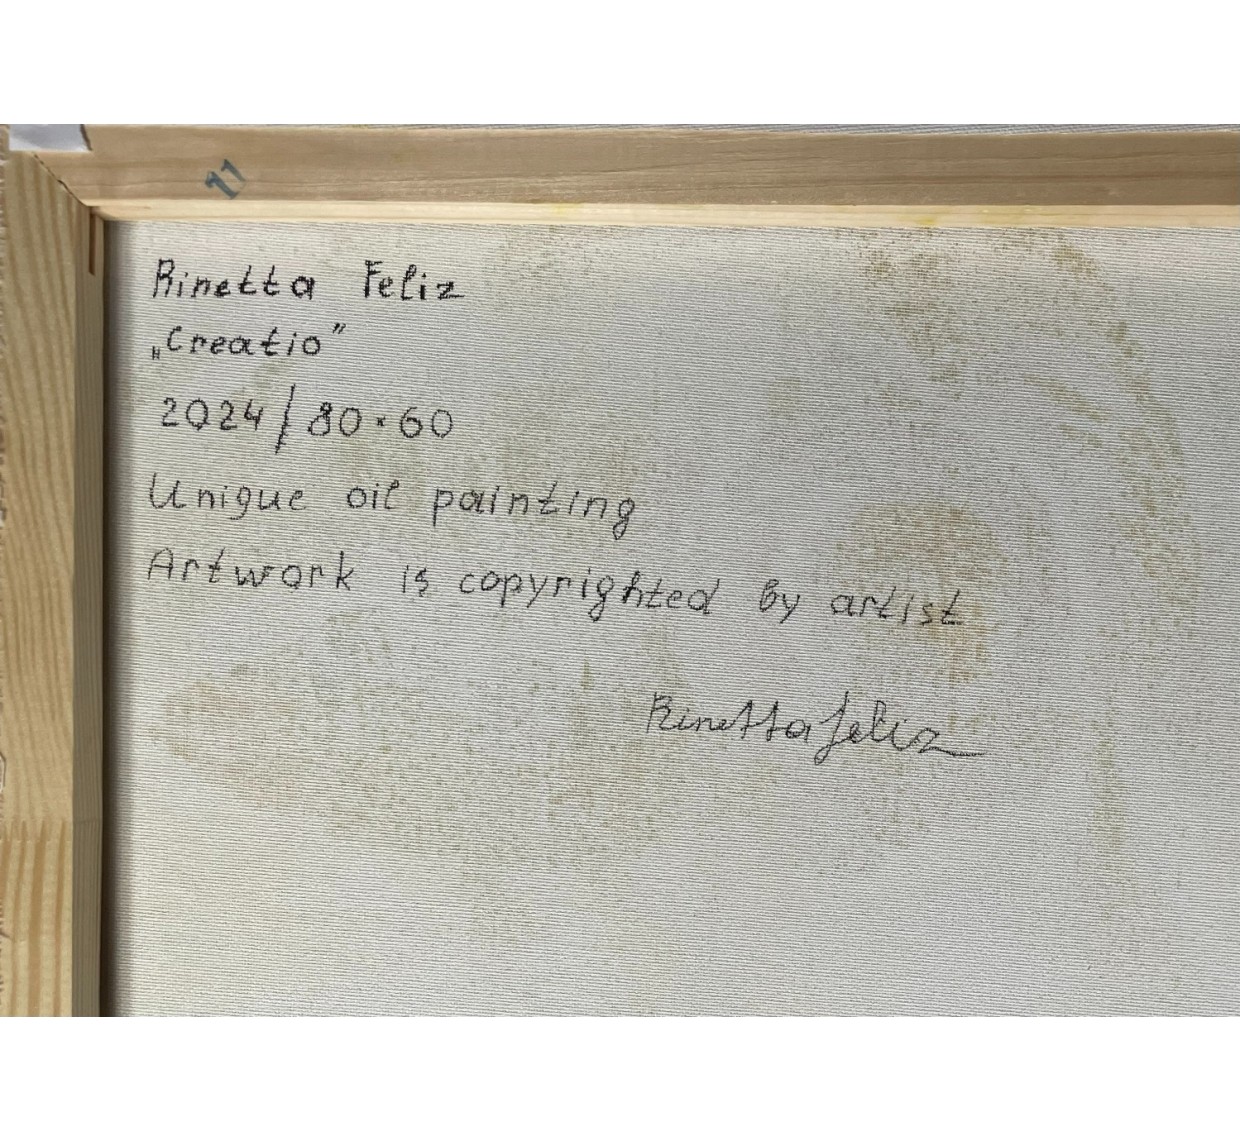 Rinetta Feliz
„Creatio”
2024 / 80 × 60
Unique oil painting
Artwork is copyrighted by artist
Rinetta Feliz